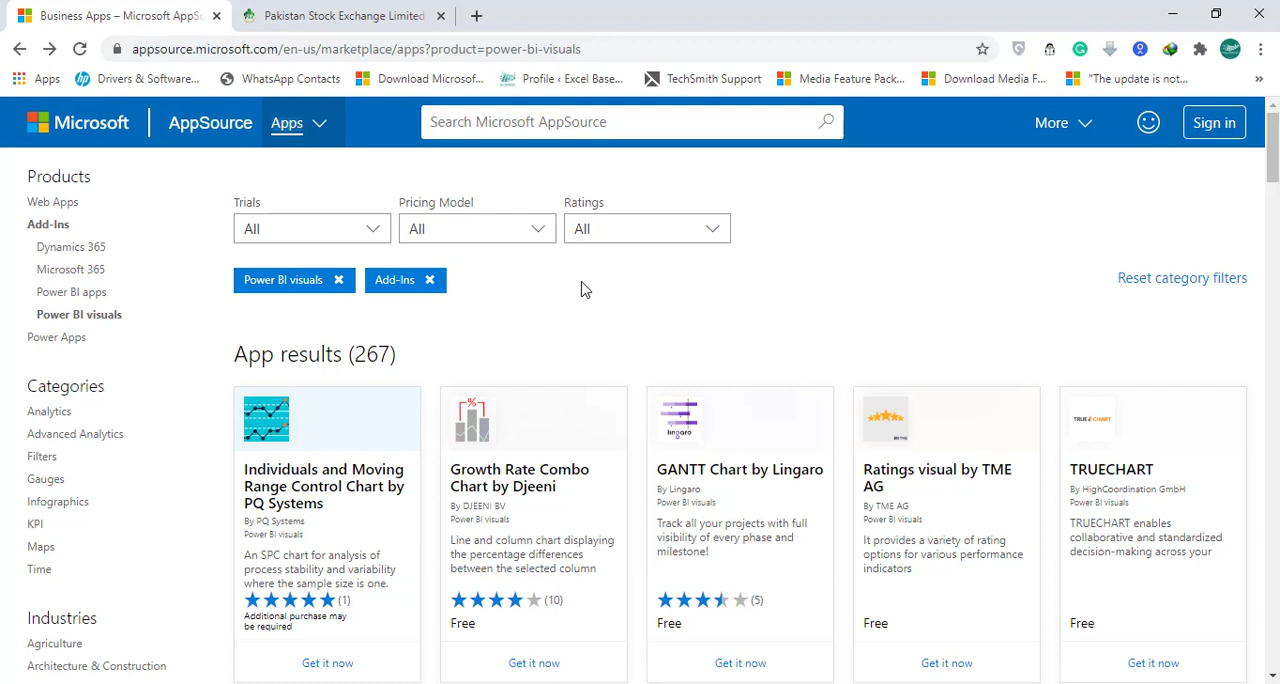 Business Apps – Microsoft AppSo
Pakistan Stock Exchange Limited
appsource.microsoft.com/en-us/marketplace/apps?product=power-bi-visuals
Apps
Drivers & Software...
WhatsApp Contacts
Download Microsof...
Profile ‹ Excel Base...
TechSmith Support
Media Feature Pack...
Download Media F...
"The update is not...
»
Microsoft
AppSource
Apps
Search Microsoft AppSource
More
Sign in
Products
Web Apps
Add-Ins
Dynamics 365
Microsoft 365
Power BI apps
Power BI visuals
Power Apps
Categories
Analytics
Advanced Analytics
Filters
Gauges
Infographics
KPI
Maps
Time
Industries
Agriculture
Architecture & Construction
Trials
All
Pricing Model
All
Ratings
All
Power BI visuals
Add-Ins
Reset category filters
App results (267)
Individuals and Moving
Range Control Chart by
PQ Systems
By PQ Systems
Power BI visuals
An SPC chart for analysis of
process stability and variability
where the sample size is one.
(1)
Additional purchase may
be required
Get it now
%
Growth Rate Combo
Chart by Djeeni
By DJEENI BV
Power BI visuals
Line and column chart displaying
the percentage differences
between the selected column
(10)
Free
Get it now
lingaro
GANTT Chart by Lingaro
By Lingaro
Power BI visuals
Track all your projects with full
visibility of every phase and
milestone!
(5)
Free
Get it now
Ratings visual by TME
AG
By TME AG
Power BI visuals
It provides a variety of rating
options for various performance
indicators
Free
Get it now
TRUECHART
TRUECHART
By HighCoordination GmbH
Power BI visuals
TRUECHART enables
collaborative and standardized
decision-making across your
Free
Get it now